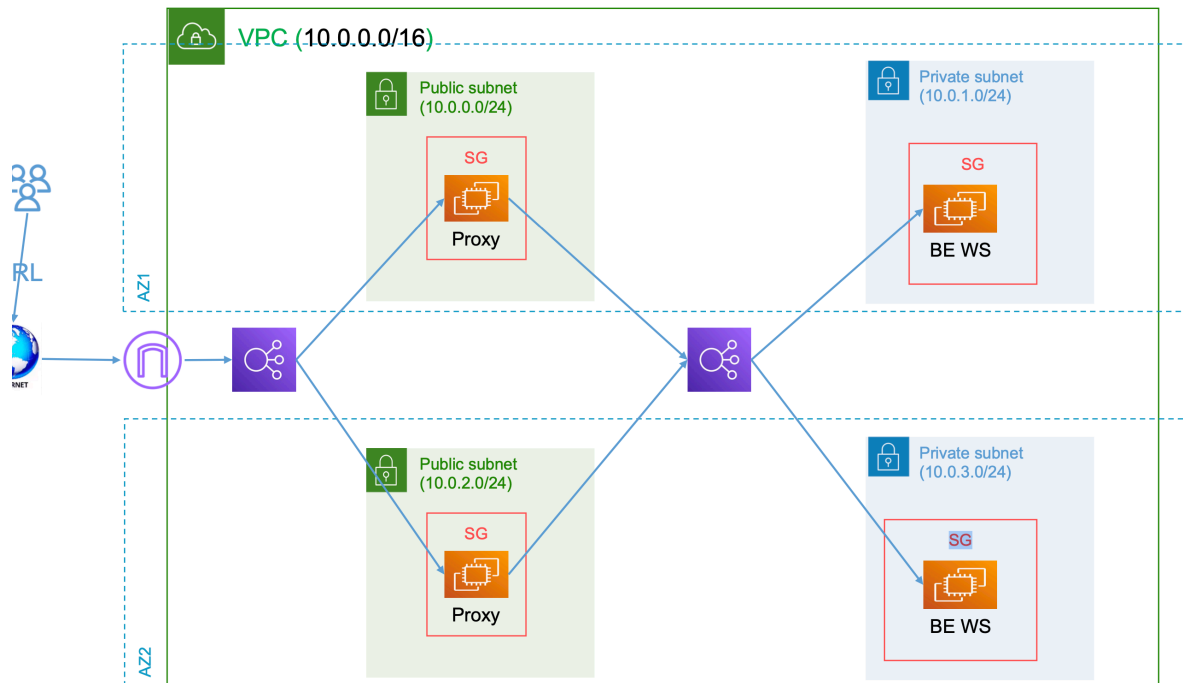 VPC (10.0.0.0/16)
Public subnet
(10.0.0.0/24)
SG
Proxy
Private subnet
(10.0.1.0/24)
SG
BE WS
AZ1
RL
RNET
Public subnet
(10.0.2.0/24)
SG
Proxy
Private subnet
(10.0.3.0/24)
SG
BE WS
AZ2